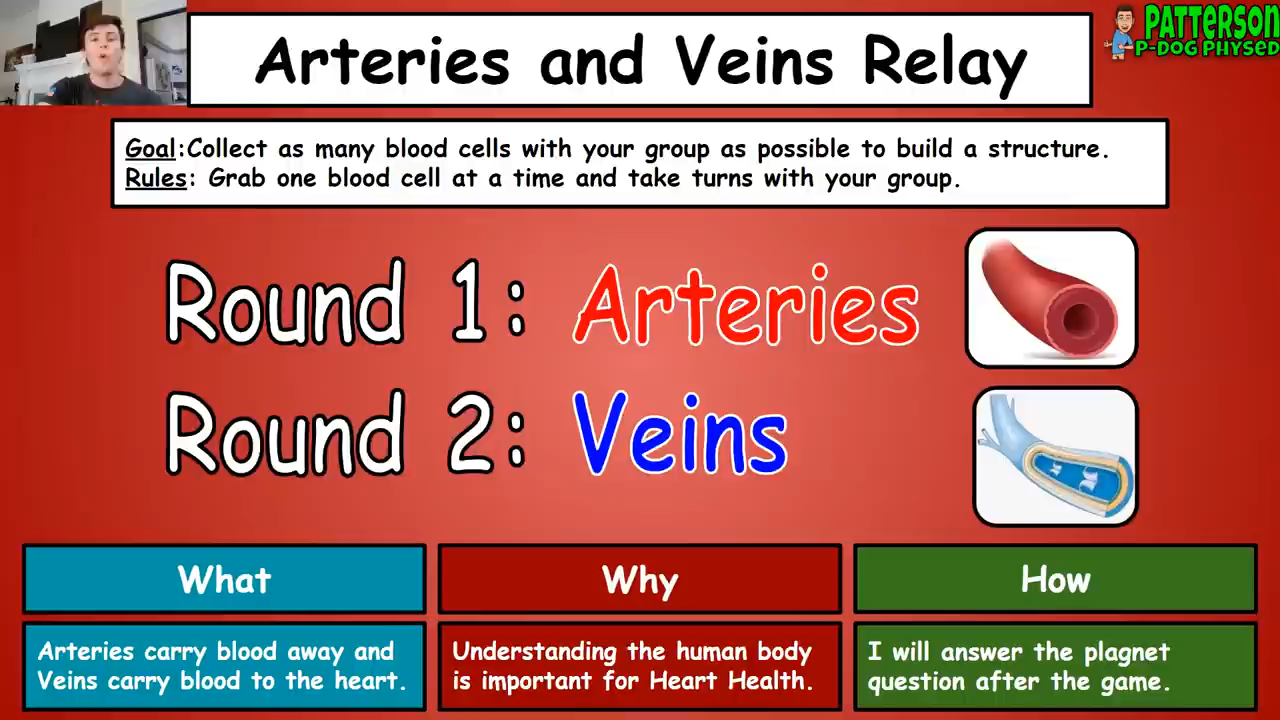 Arteries and Veins Relay
PATTERSON
P-DOG PHYSED
Goal:Collect as many blood cells with your group as possible to build a structure.
Rules: Grab one blood cell at a time and take turns with your group.
Round 1: Arteries
Round 2: Veins
What
Arteries carry blood away and
Veins carry blood to the heart.
Why
Understanding the human body
is important for Heart Health.
How
I will answer the plagnet
question after the game.